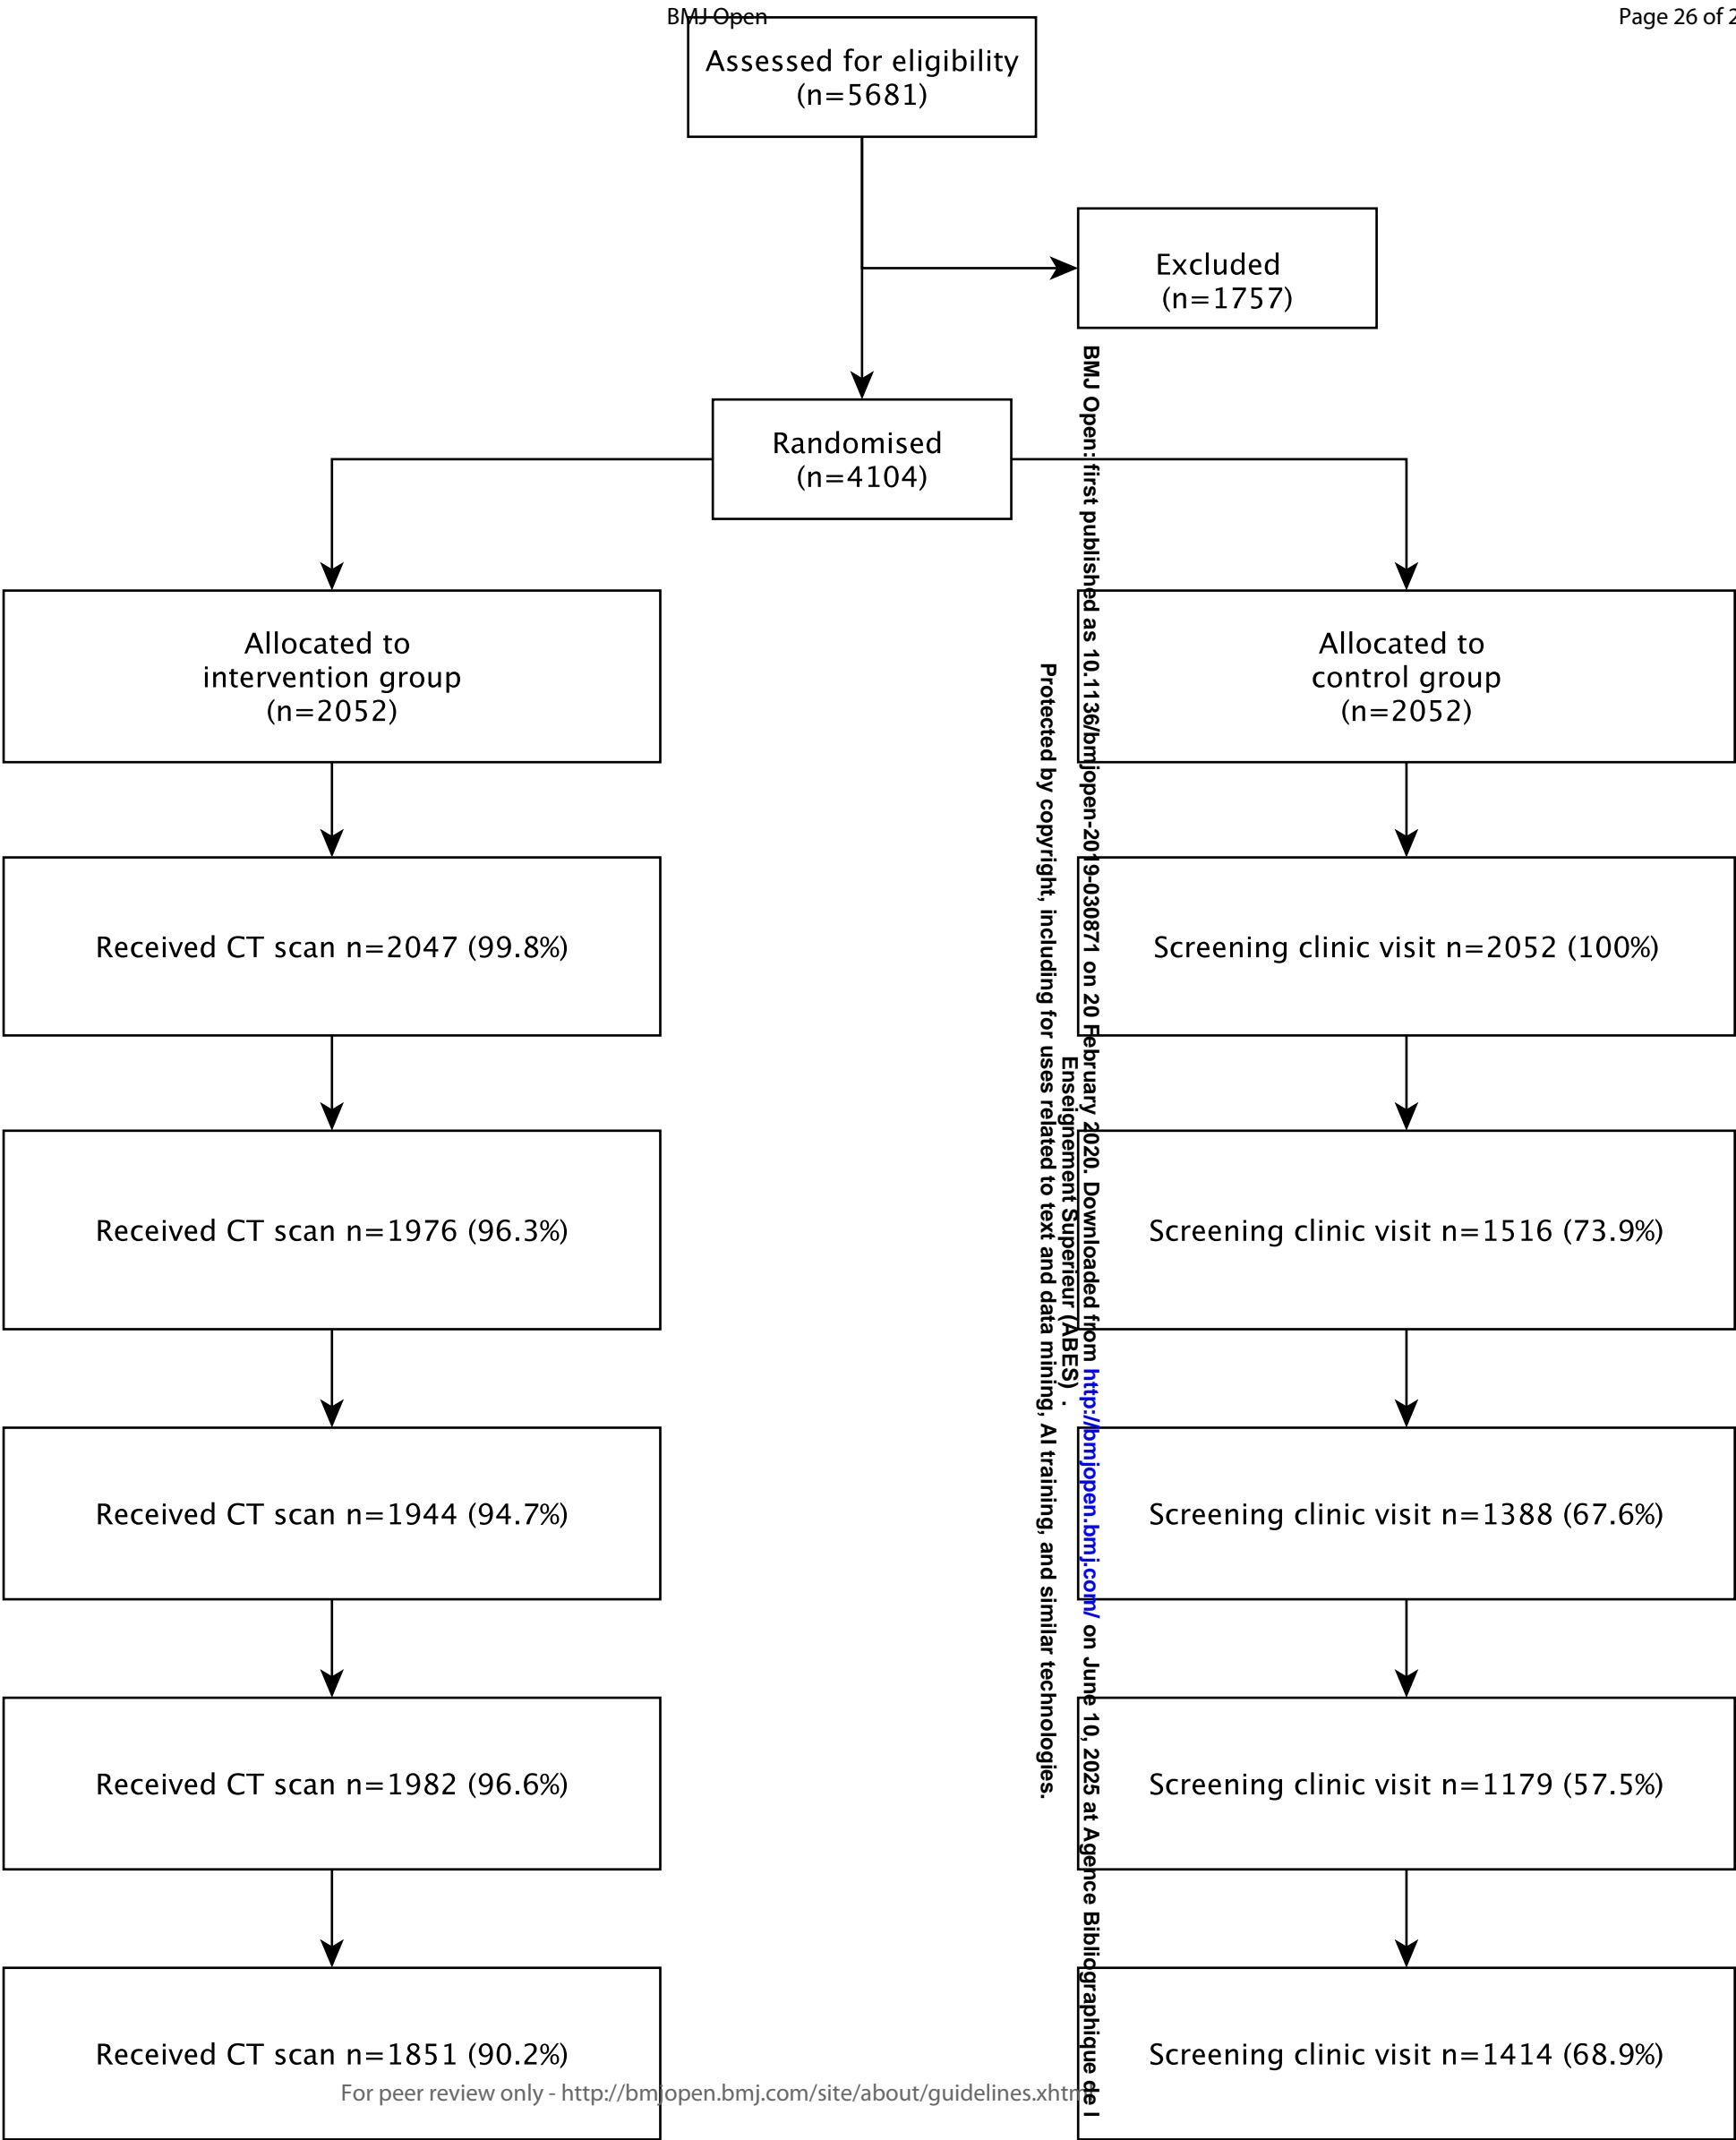 BMJ Open
Page 26 of 2
Assessed for eligibility
(n=5681)
Excluded
(n=1757)
Randomised
(n=4104)
Allocated to
intervention group
(n=2052)
Allocated to
control group
(n=2052)
Received CT scan n=2047 (99.8%)
Screening clinic visit n=2052 (100%)
Received CT scan n=1976 (96.3%)
Screening clinic visit n=1516 (73.9%)
Received CT scan n=1944 (94.7%)
Screening clinic visit n=1388 (67.6%)
Received CT scan n=1982 (96.6%)
Screening clinic visit n=1179 (57.5%)
Received CT scan n=1851 (90.2%)
Screening clinic visit n=1414 (68.9%)
For peer review only - http://bmjopen.bmj.com/site/about/guidelines.xhtml
BMJ Open: first published as 10.1136/bmjopen-2019-030871 on 20 February 2020. Downloaded from http://bmjopen.bmj.com/ on June 10, 2025 at Agence Bibliographique de l
Enseignement Superieur (ABES) .
Protected by copyright, including for uses related to text and data mining, AI training, and similar technologies.